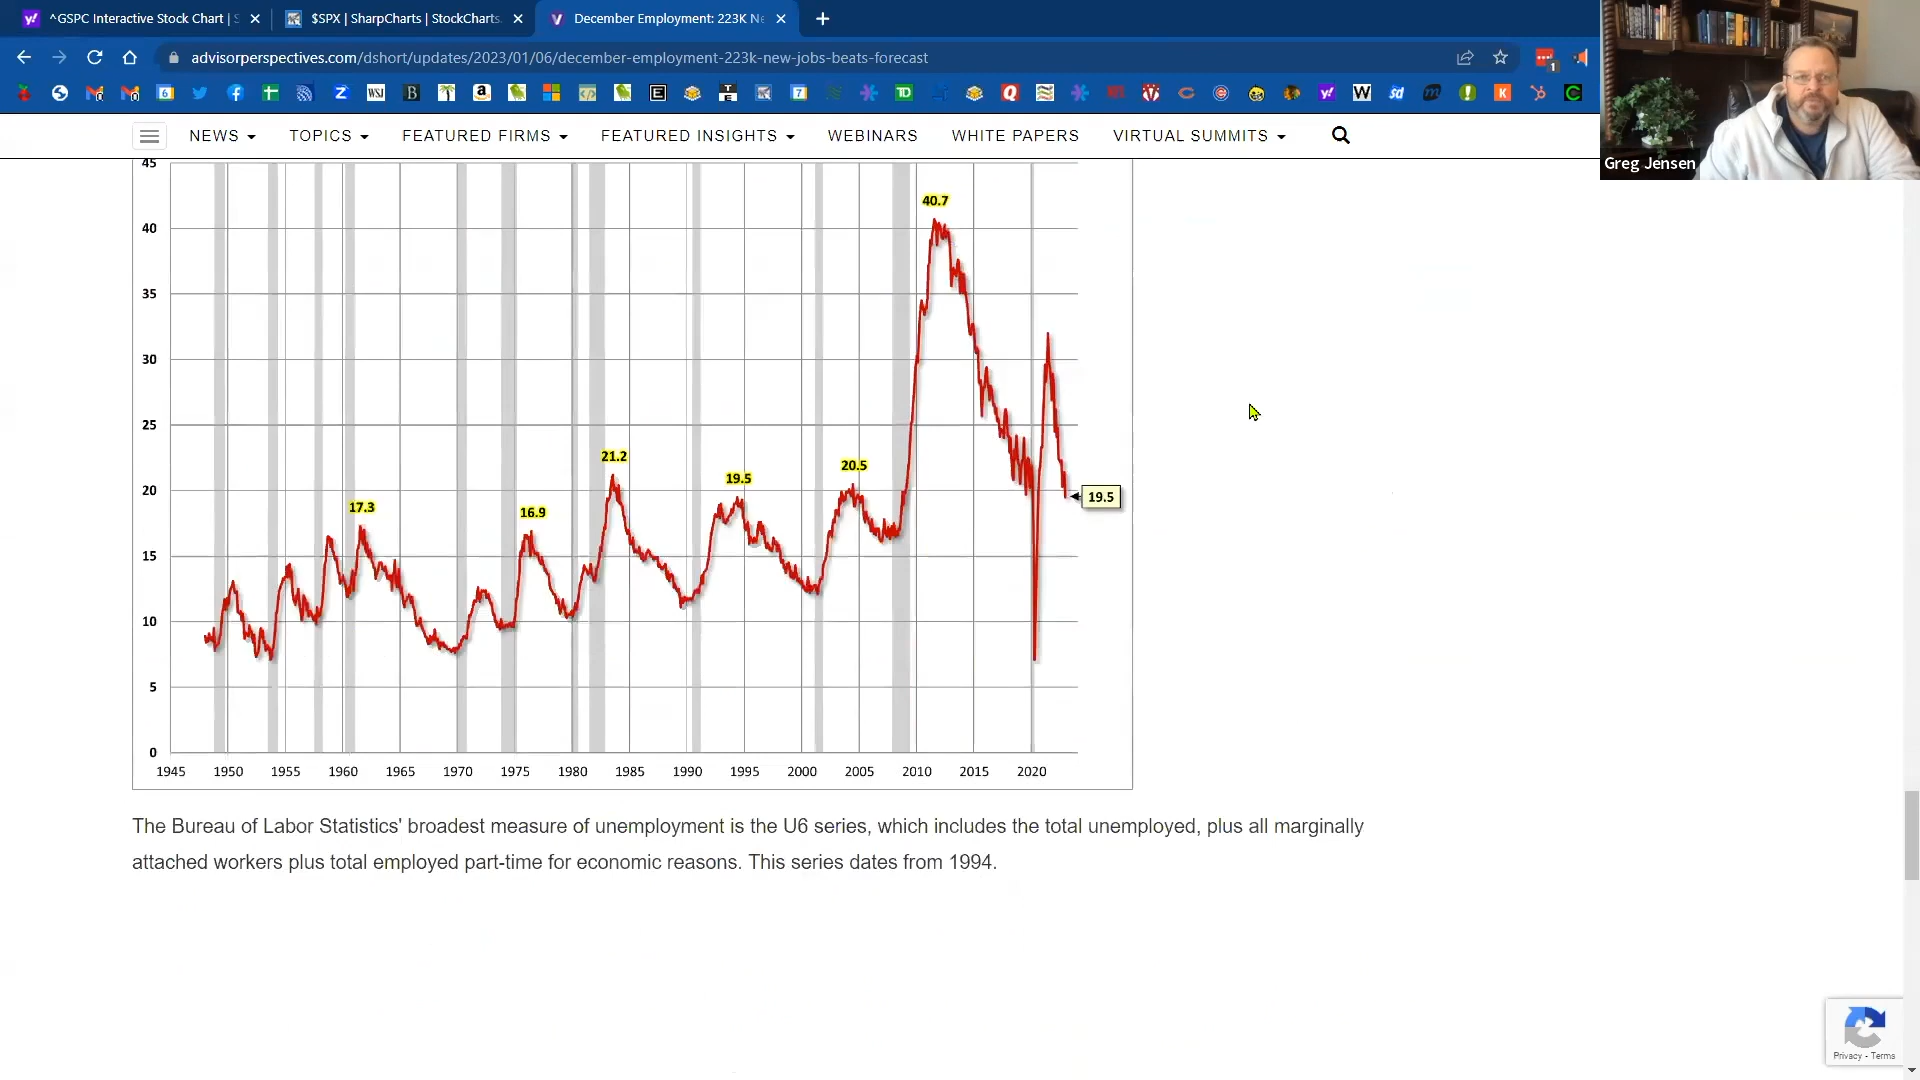 ^GSPC Interactive Stock Chart | S
$SPX | SharpCharts | StockCharts.
December Employment: 223K Ne
advisorperspectives.com/dshort/updates/2023/01/06/december-employment-223k-new-jobs-beats-forecast
NEWS
TOPICS
FEATURED FIRMS
FEATURED INSIGHTS
WEBINARS
WHITE PAPERS
VIRTUAL SUMMITS
Greg Jensen
45
40
35
30
25
20
15
10
5
0
17.3
16.9
21.2
19.5
20.5
40.7
19.5
1945 1950 1955 1960 1965 1970 1975 1980 1985 1990 1995 2000 2005 2010 2015 2020
The Bureau of Labor Statistics' broadest measure of unemployment is the U6 series, which includes the total unemployed, plus all marginally
attached workers plus total employed part-time for economic reasons. This series dates from 1994.
Privacy - Terms